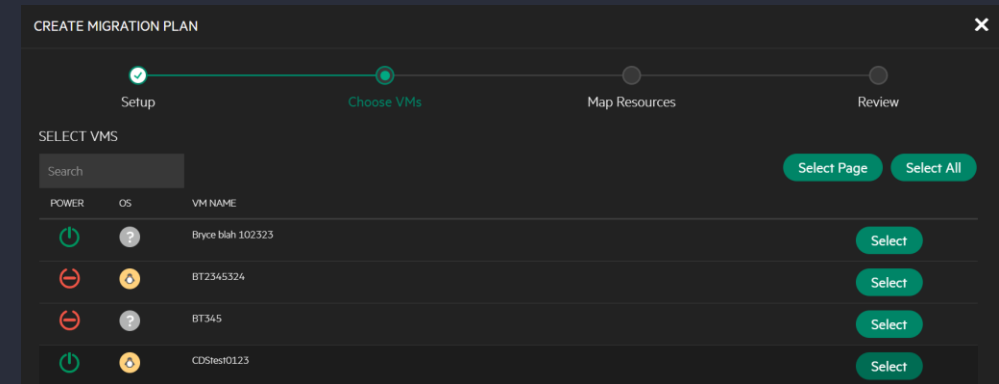 CREATE MIGRATION PLAN
Setup
Choose VMs
Map Resources
Review
SELECT VMS
Search
Select Page
Select All
POWER OS VM NAME
? Bryce blah 102323 Select
BT2345324 Select
? BT345 Select
CDStest0123 Select